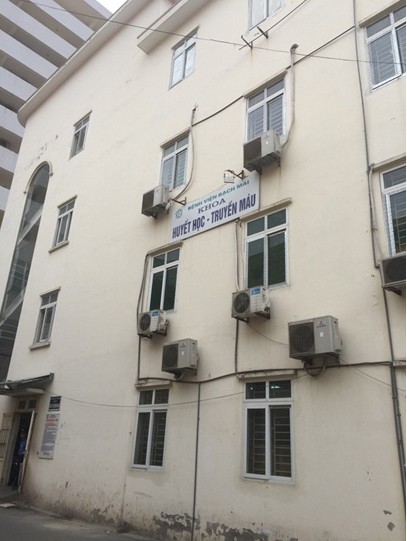 BỆNH VIỆN BẠCH MAI
KHOA
HUYẾT HỌC - TRUYỀN MÁU